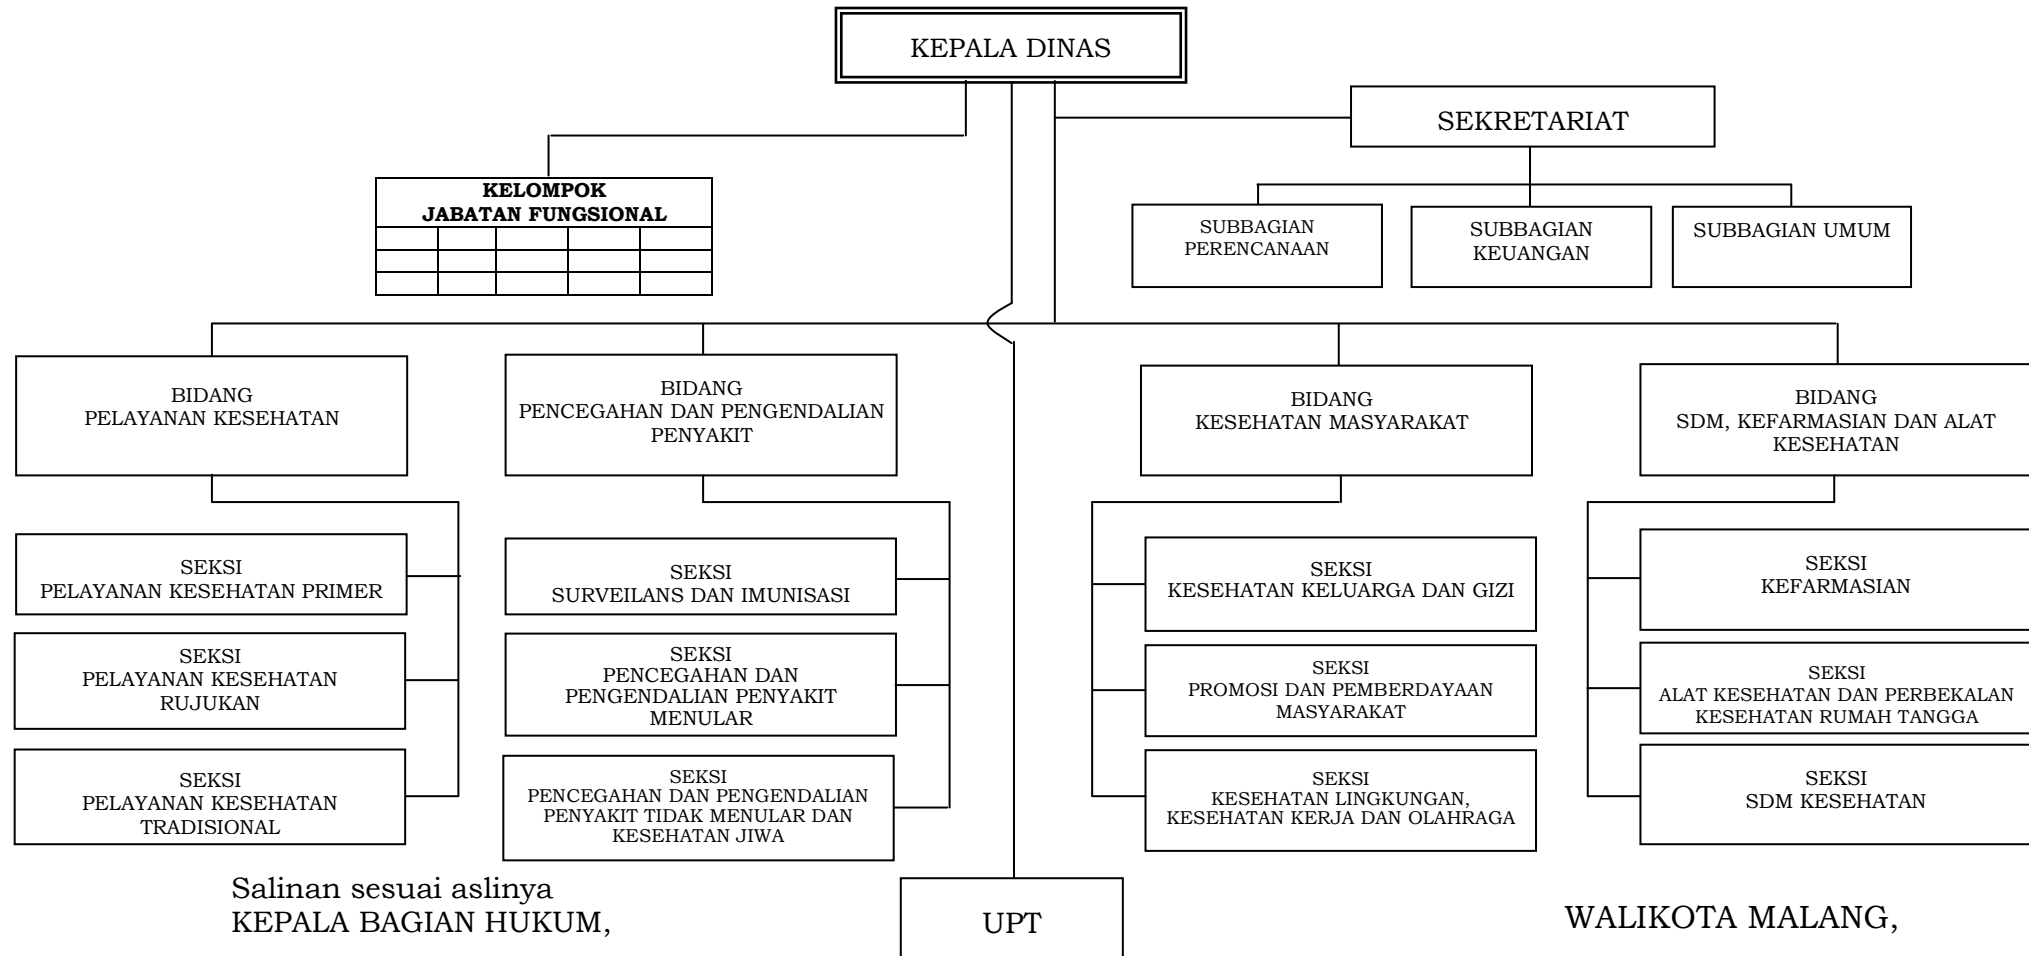 KEPALA DINAS
SEKRETARIAT
KELOMPOK
JABATAN FUNGSIONAL
SUBBAGIAN
PERENCANAAN
SUBBAGIAN
KEUANGAN
SUBBAGIAN UMUM
BIDANG
PELAYANAN KESEHATAN
BIDANG
PENCEGAHAN DAN PENGENDALIAN
PENYAKIT
BIDANG
KESEHATAN MASYARAKAT
BIDANG
SDM, KEFARMASIAN DAN ALAT
KESEHATAN
SEKSI
PELAYANAN KESEHATAN PRIMER
SEKSI
PELAYANAN KESEHATAN
RUJUKAN
SEKSI
PELAYANAN KESEHATAN
TRADISIONAL
SEKSI
SURVEILANS DAN IMUNISASI
SEKSI
PENCEGAHAN DAN
PENGENDALIAN PENYAKIT
MENULAR
SEKSI
PENCEGAHAN DAN PENGENDALIAN
PENYAKIT TIDAK MENULAR DAN
KESEHATAN JIWA
SEKSI
KESEHATAN KELUARGA DAN GIZI
SEKSI
PROMOSI DAN PEMBERDAYAAN
MASYARAKAT
SEKSI
KESEHATAN LINGKUNGAN,
KESEHATAN KERJA DAN OLAHRAGA
SEKSI
KEFARMASIAN
SEKSI
ALAT KESEHATAN DAN PERBEKALAN
KESEHATAN RUMAH TANGGA
SEKSI
SDM KESEHATAN
Salinan sesuai aslinya
KEPALA BAGIAN HUKUM,
UPT
WALIKOTA MALANG,